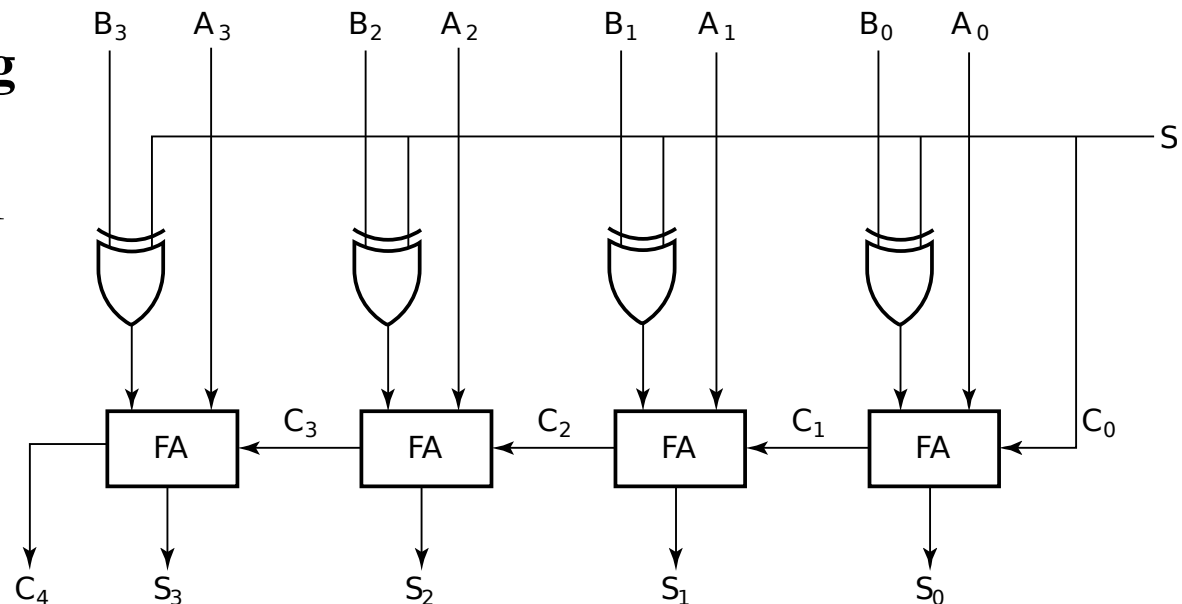 B₃ A₃ B₂ A₂ B₁ A₁ B₀ A₀
g
S
C₃ C₂ C₁ C₀
FA FA FA FA
C₄ S₃ S₂ S₁ S₀